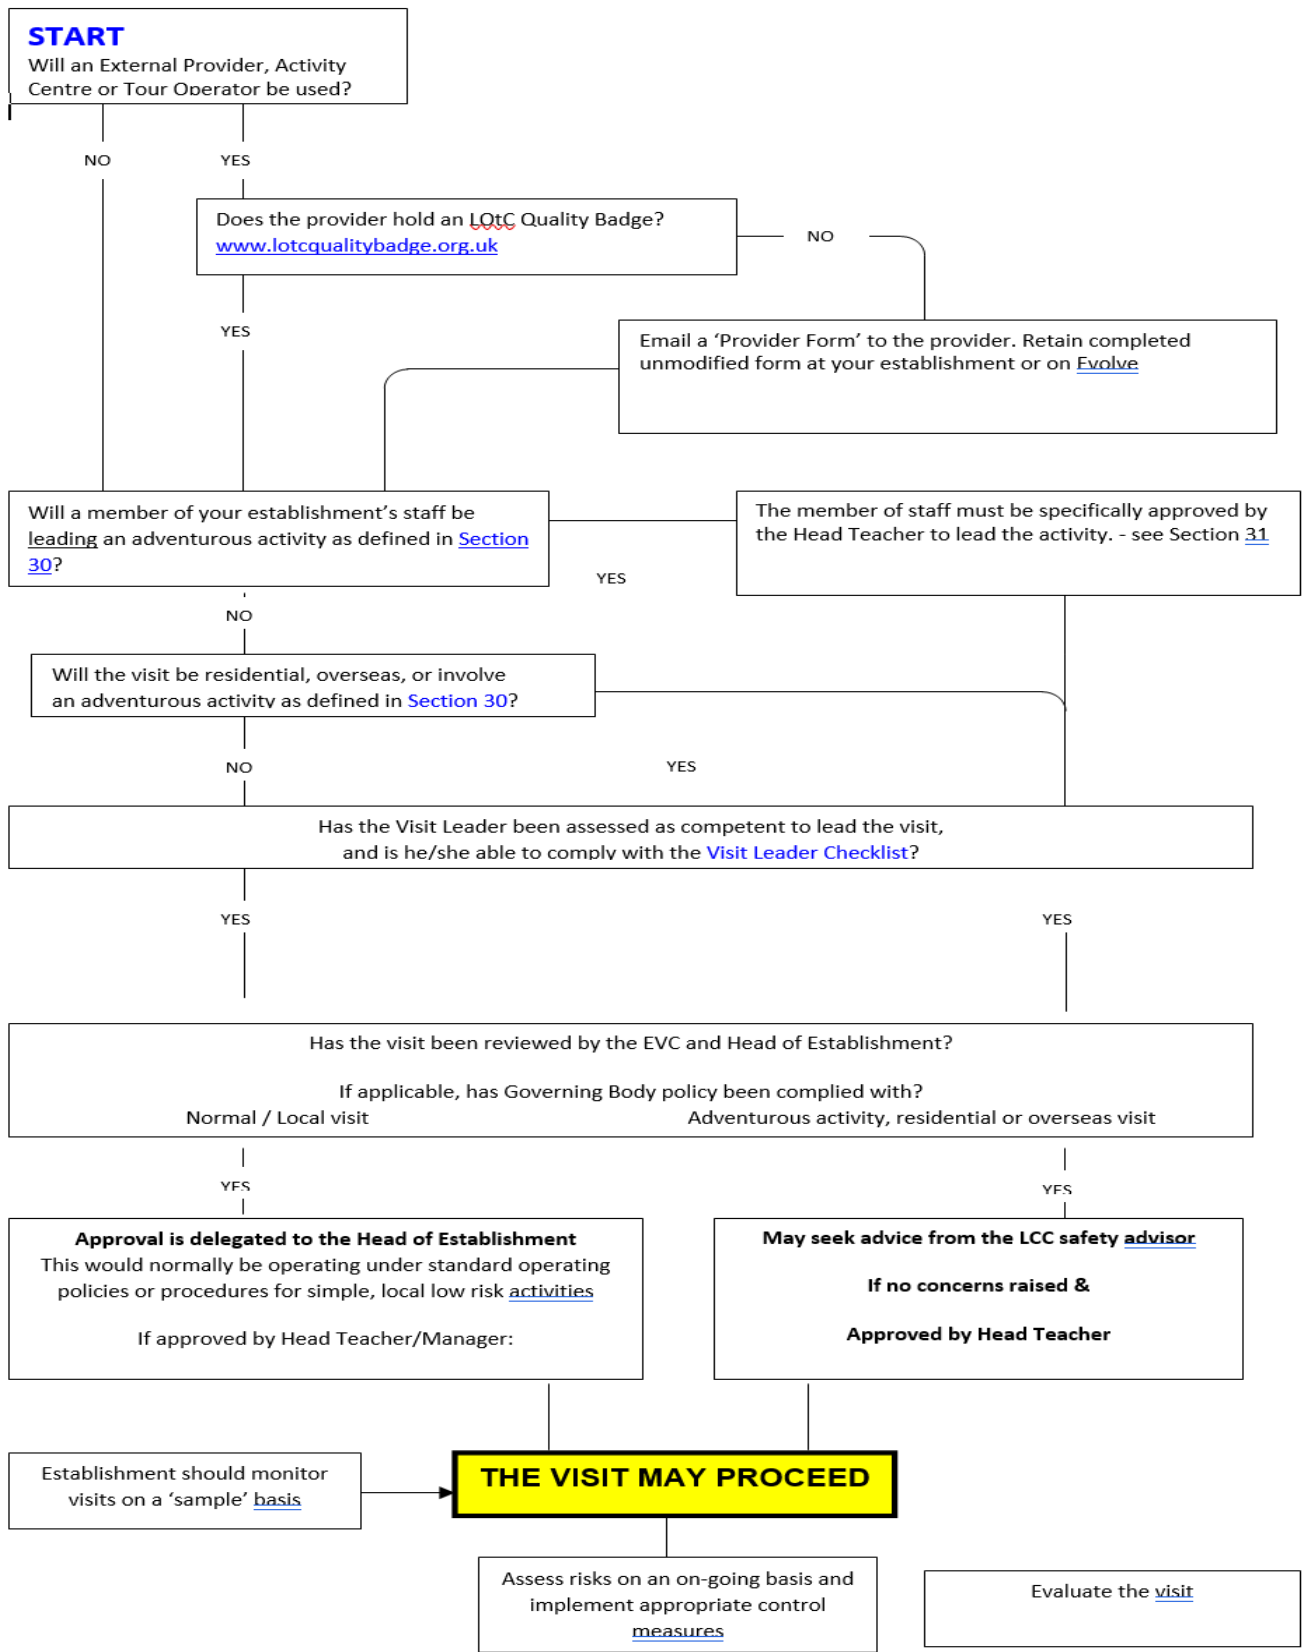 START
Will an External Provider, Activity
Centre or Tour Operator be used?
NO
YES
Does the provider hold an LOtC Quality Badge?
www.lotcqualitybadge.org.uk
NO
YES
Email a ‘Provider Form’ to the provider. Retain completed
unmodified form at your establishment or on Evolve
Will a member of your establishment’s staff be
leading an adventurous activity as defined in Section
30?
The member of staff must be specifically approved by
the Head Teacher to lead the activity. - see Section 31
YES
NO
Will the visit be residential, overseas, or involve
an adventurous activity as defined in Section 30?
NO
YES
Has the Visit Leader been assessed as competent to lead the visit,
and is he/she able to comply with the Visit Leader Checklist?
YES
YES
Has the visit been reviewed by the EVC and Head of Establishment?
If applicable, has Governing Body policy been complied with?
Normal / Local visit
Adventurous activity, residential or overseas visit
YES
YES
Approval is delegated to the Head of Establishment
This would normally be operating under standard operating
policies or procedures for simple, local low risk activities
If approved by Head Teacher/Manager:
May seek advice from the LCC safety advisor
If no concerns raised &
Approved by Head Teacher
Establishment should monitor
visits on a ‘sample’ basis
THE VISIT MAY PROCEED
Assess risks on an on-going basis and
implement appropriate control
measures
Evaluate the visit